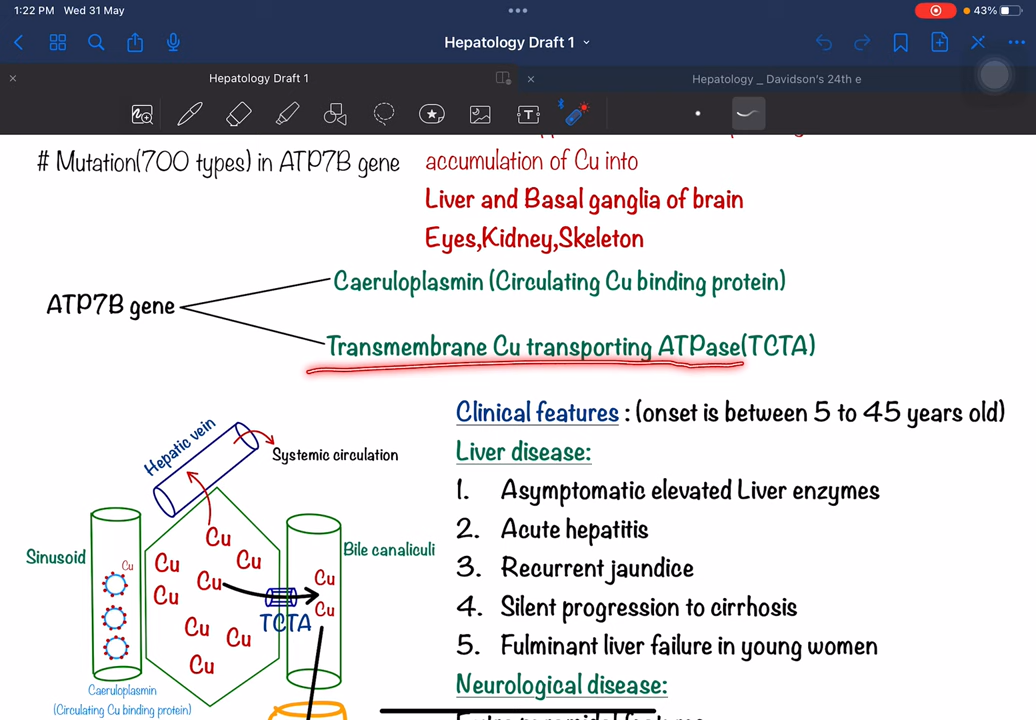 1:22 PM Wed 31 May
43%
Hepatology Draft 1
Hepatology Draft 1
Hepatology _ Davidson's 24th e
# Mutation(700 types) in ATP7B gene
accumulation of Cu into
Liver and Basal ganglia of brain
Eyes,Kidney,Skeleton
ATP7B gene
Caeruloplasmin (Circulating Cu binding protein)
Transmembrane Cu transporting ATPase(TCTA)
Clinical features : (onset is between 5 to 45 years old)
Liver disease:
1. Asymptomatic elevated Liver enzymes
2. Acute hepatitis
3. Recurrent jaundice
4. Silent progression to cirrhosis
5. Fulminant liver failure in young women
Neurological disease:
Hepatic vein
Systemic circulation
Sinusoid
Bile canaliculi
Cu
Cu
Cu
Cu
Cu
Cu
Cu
Cu
Cu
Cu
Cu
TCTA
Caeruloplasmin
(Circulating Cu binding protein)